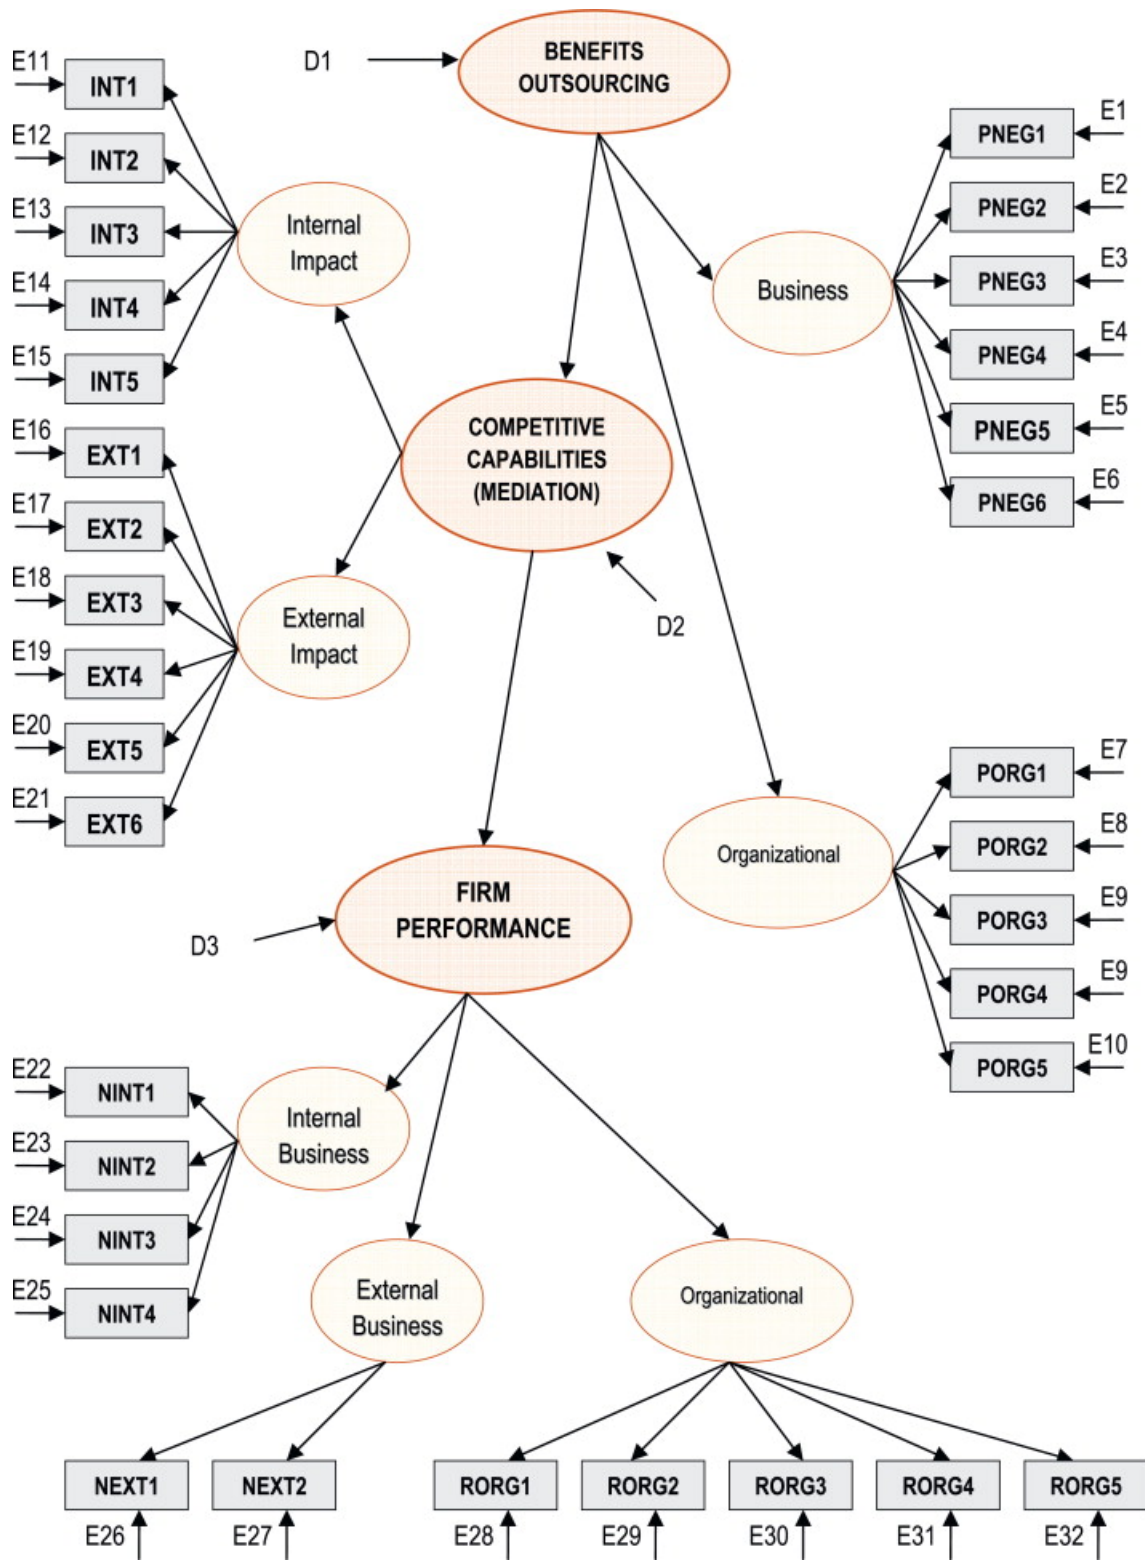 BENEFITS
OUTSOURCING
D1
E11
INT1
E12
INT2
E13
INT3
E14
INT4
E15
INT5
Internal
Impact
E1
PNEG1
E2
PNEG2
E3
PNEG3
E4
PNEG4
E5
PNEG5
E6
PNEG6
Business
COMPETITIVE
CAPABILITIES
(MEDIATION)
D2
E16
EXT1
E17
EXT2
E18
EXT3
E19
EXT4
E20
EXT5
E21
EXT6
External
Impact
E7
PORG1
E8
PORG2
E9
PORG3
E9
PORG4
E10
PORG5
Organizational
FIRM
PERFORMANCE
D3
E22
NINT1
E23
NINT2
E24
NINT3
E25
NINT4
Internal
Business
External
Business
Organizational
NEXT1
NEXT2
RORG1
RORG2
RORG3
RORG4
RORG5
E26
E27
E28
E29
E30
E31
E32